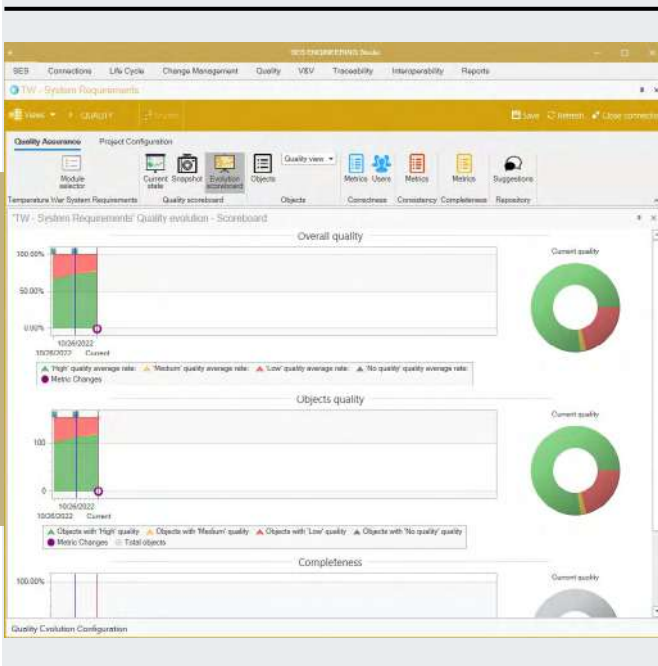 SES ENGINEERING Studio
SES Connections Life Cycle Change Management Quality V&V Traceability Interoperability Reports
TW - System Requirements
Views QUALITY Save Refresh Close connection
Quality Assurance Project Configuration
Module selector Current state Snapshot Evolution scoreboard Objects Quality view Metrics Users Metrics Metrics Suggestions
Quality scoreboard Objects Correctness Consistency Completeness Repository
'TW - System Requirements' Quality evolution - Scoreboard
Overall quality
100.00% Current quality
50.00%
0.00%
10/26/2022
10/26/2022 Current
'High' quality average rate: 'Medium' quality average rate: 'Low' quality average rate: 'No quality' quality average rate:
Metric Changes
Objects quality
Current quality
100
0
10/26/2022
10/26/2022 Current
Objects with 'High' quality Objects with 'Medium' quality Objects with 'Low' quality Objects with 'No quality' quality
Metric Changes Total objects
Completeness
100.00% Current quality
Quality Evolution Configuration